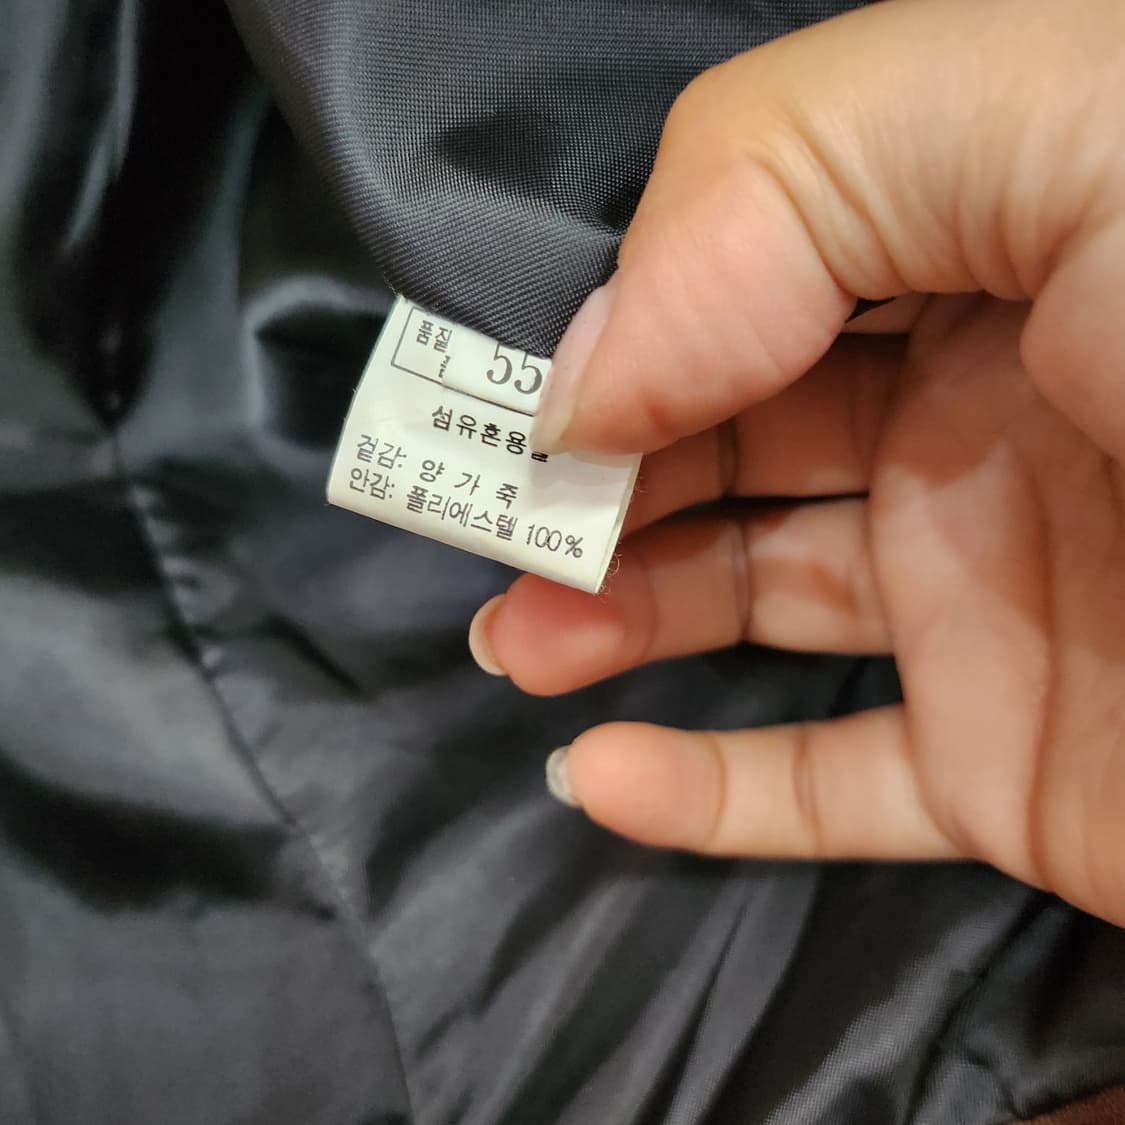 품질
55
섬유혼용
겉감: 양 가 죽
안감: 폴리에스텔 100%